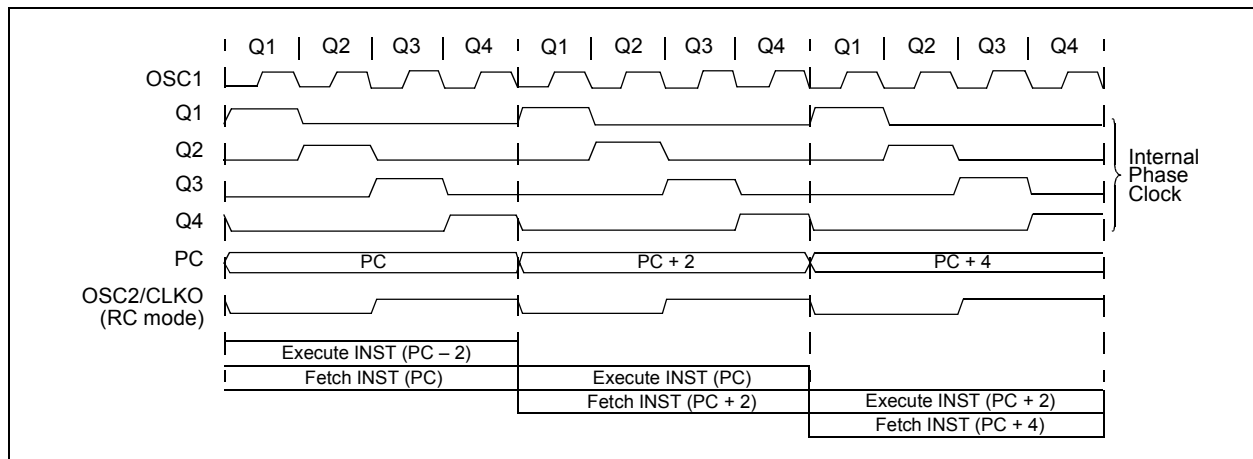 Q1 Q2 Q3 Q4 Q1 Q2 Q3 Q4 Q1 Q2 Q3 Q4
OSC1
Q1
Q2
Q3
Q4
Internal
Phase
Clock
PC
PC
PC + 2
PC + 4
OSC2/CLKO
(RC mode)
Execute INST (PC – 2)
Fetch INST (PC)
Execute INST (PC)
Fetch INST (PC + 2)
Execute INST (PC + 2)
Fetch INST (PC + 4)